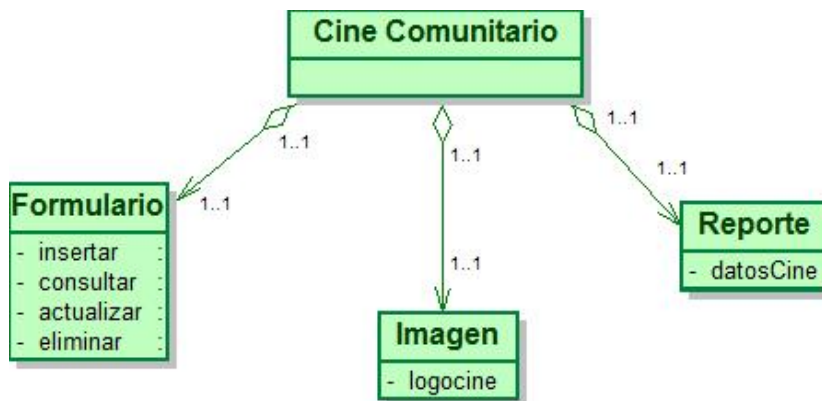 Cine Comunitario
1..1
1..1
1..1
1..1
1..1
1..1
Formulario
- insertar :
- consultar :
- actualizar :
- eliminar :
Reporte
- datosCine
Imagen
- logocine